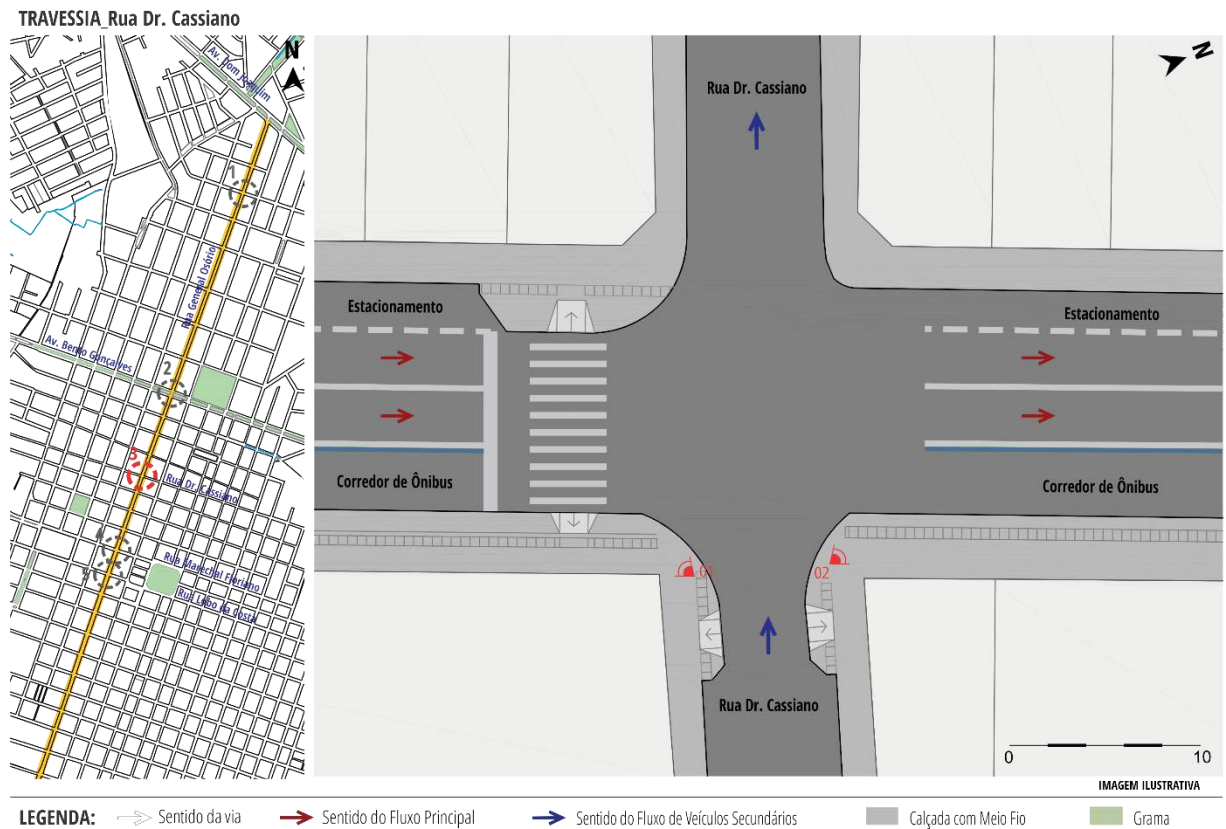 TRAVESSIA_Rua Dr. Cassiano
N
Av. Dom Joaquim
1
Rua General Osório
Av. Bento Gonçalves
2
3
Rua Dr. Cassiano
4
Rua Marechal Floriano
5
Rua Lobo da Costa
N
Rua Dr. Cassiano
Estacionamento
Estacionamento
Corredor de Ônibus
Corredor de Ônibus
01
02
Rua Dr. Cassiano
0
10
IMAGEM ILUSTRATIVA
LEGENDA:
Sentido da via
Sentido do Fluxo Principal
Sentido do Fluxo de Veículos Secundários
Calçada com Meio Fio
Grama